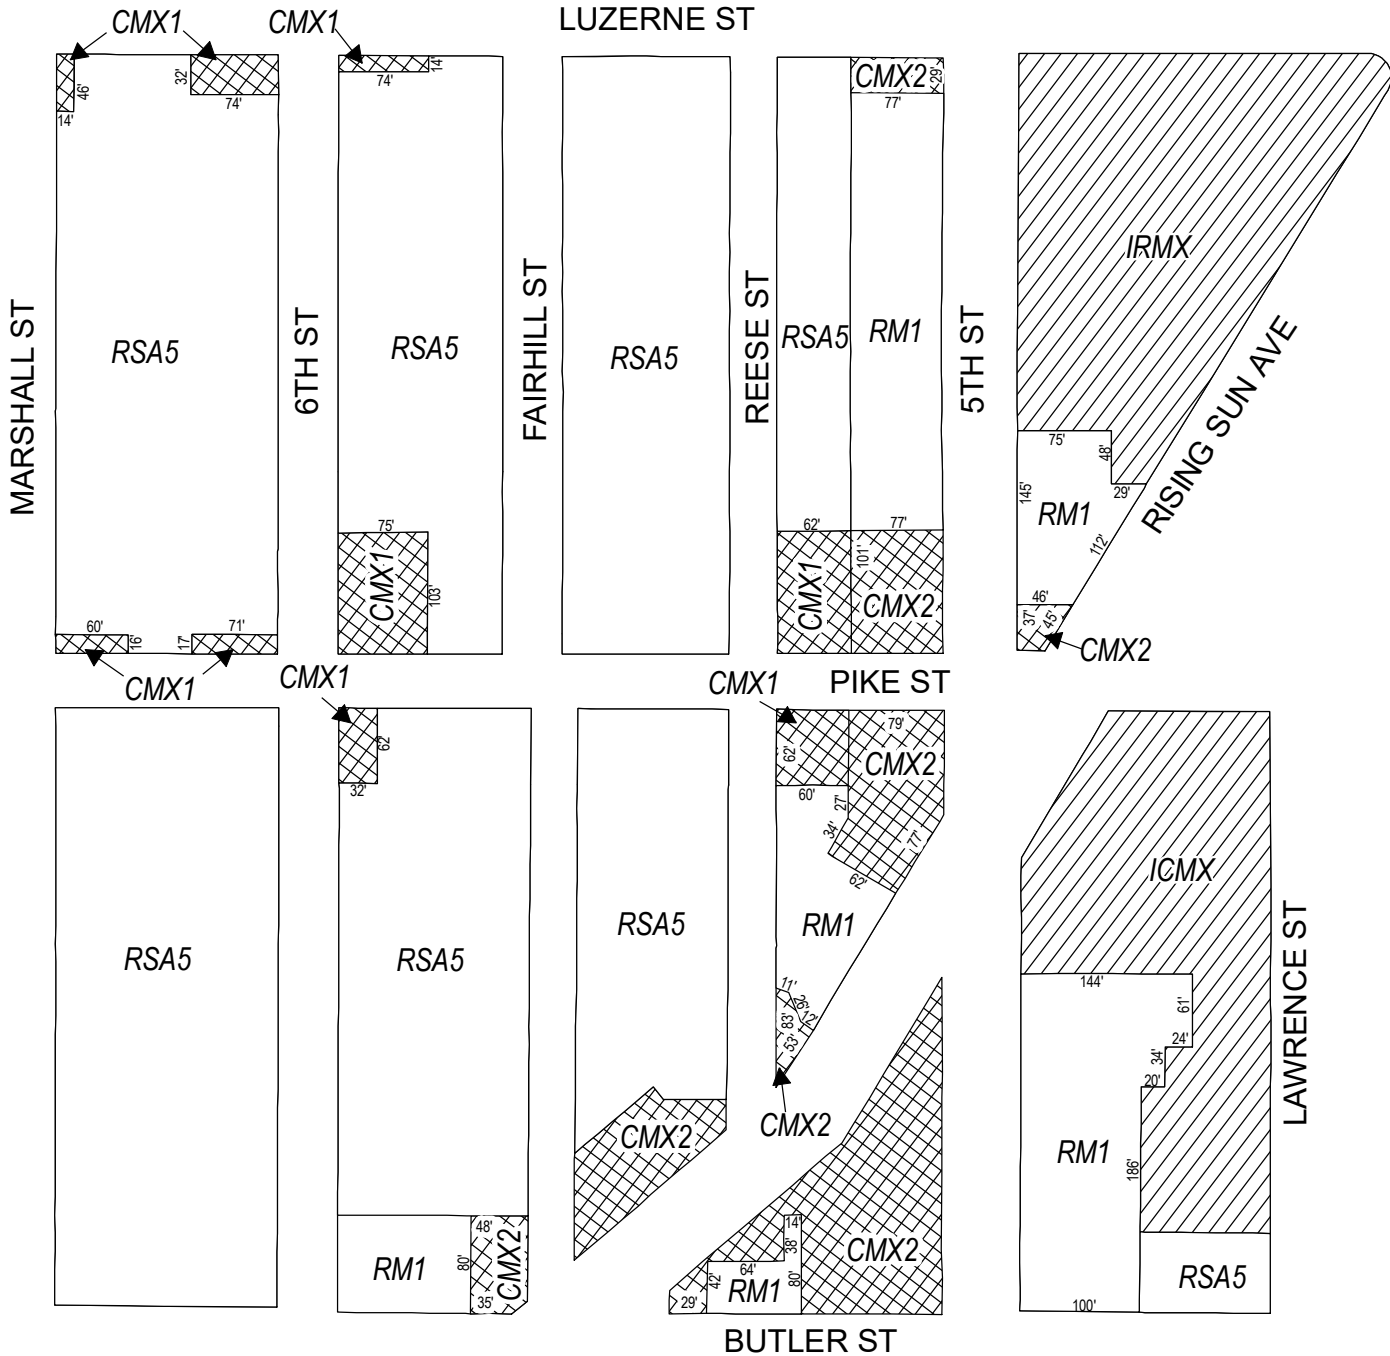 CMX1
CMX1
LUZERNE ST
46'
14'
32'
74'
74'
14'
CMX2
29'
77'
IRMX
MARSHALL ST
RSA5
6TH ST
RSA5
FAIRHILL ST
RSA5
REESE ST
RSA5
RM1
5TH ST
RISING SUN AVE
75'
48'
29'
145'
RM1
112'
46'
37'
45'
CMX2
60'
16'
17'
71'
CMX1
75'
CMX1
103'
62'
CMX1
77'
101'
CMX2
CMX1
CMX1
PIKE ST
62'
32'
62'
60'
79'
CMX2
27'
34'
62'
77'
RSA5
RSA5
RSA5
RM1
ICMX
LAWRENCE ST
11'
26'
12'
83'
53'
CMX2
144'
61'
24'
34'
20'
RM1
186'
CMX2
RM1
80'
48'
35'
CMX2
14'
38'
64'
42'
RM1
80'
29'
CMX2
100'
RSA5
BUTLER ST